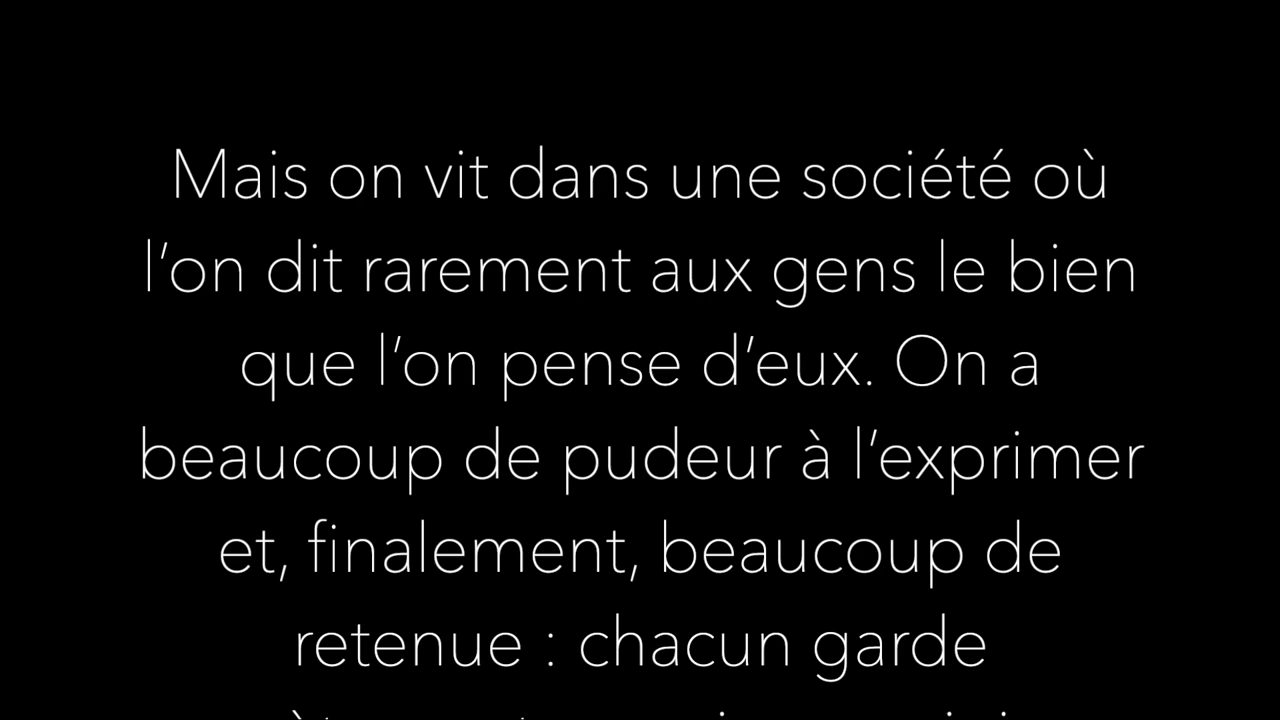 Mais on vit dans une société où
l’on dit rarement aux gens le bien
que l’on pense d’eux. On a
beaucoup de pudeur à l’exprimer
et, finalement, beaucoup de
retenue : chacun garde